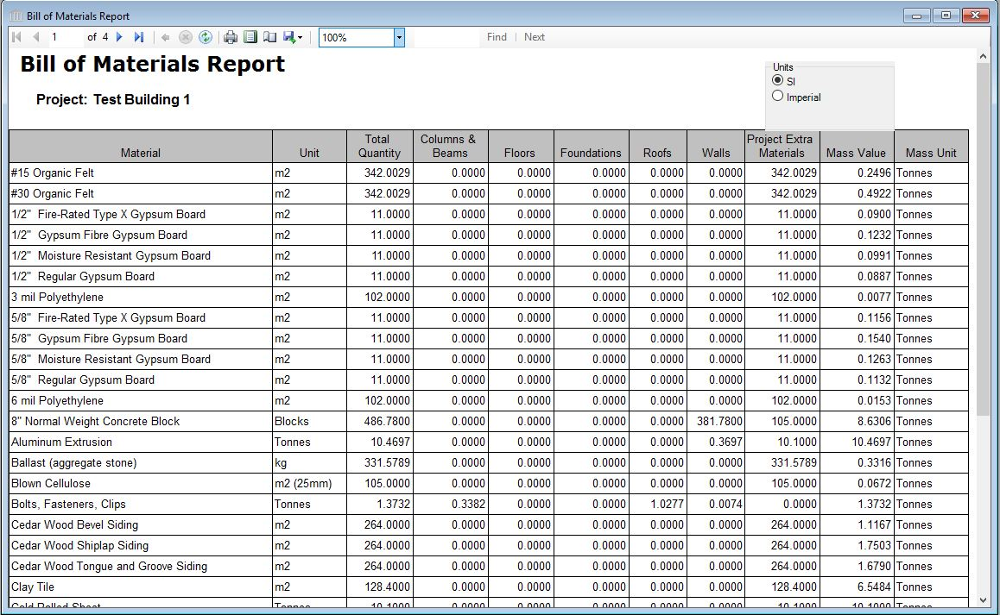 Bill of Materials Report
1 of 4 100% Find | Next
Bill of Materials Report
Project: Test Building 1
Units
SI
Imperial
Material Unit Total Quantity Columns & Beams Floors Foundations Roofs Walls Project Extra Materials Mass Value Mass Unit
#15 Organic Felt m2 342.0029 0.0000 0.0000 0.0000 0.0000 0.0000 342.0029 0.2496 Tonnes
#30 Organic Felt m2 342.0029 0.0000 0.0000 0.0000 0.0000 0.0000 342.0029 0.4922 Tonnes
1/2" Fire-Rated Type X Gypsum Board m2 11.0000 0.0000 0.0000 0.0000 0.0000 0.0000 11.0000 0.0900 Tonnes
1/2" Gypsum Fibre Gypsum Board m2 11.0000 0.0000 0.0000 0.0000 0.0000 0.0000 11.0000 0.1232 Tonnes
1/2" Moisture Resistant Gypsum Board m2 11.0000 0.0000 0.0000 0.0000 0.0000 0.0000 11.0000 0.0991 Tonnes
1/2" Regular Gypsum Board m2 11.0000 0.0000 0.0000 0.0000 0.0000 0.0000 11.0000 0.0887 Tonnes
3 mil Polyethylene m2 102.0000 0.0000 0.0000 0.0000 0.0000 0.0000 102.0000 0.0077 Tonnes
5/8" Fire-Rated Type X Gypsum Board m2 11.0000 0.0000 0.0000 0.0000 0.0000 0.0000 11.0000 0.1156 Tonnes
5/8" Gypsum Fibre Gypsum Board m2 11.0000 0.0000 0.0000 0.0000 0.0000 0.0000 11.0000 0.1540 Tonnes
5/8" Moisture Resistant Gypsum Board m2 11.0000 0.0000 0.0000 0.0000 0.0000 0.0000 11.0000 0.1263 Tonnes
5/8" Regular Gypsum Board m2 11.0000 0.0000 0.0000 0.0000 0.0000 0.0000 11.0000 0.1132 Tonnes
6 mil Polyethylene m2 102.0000 0.0000 0.0000 0.0000 0.0000 0.0000 102.0000 0.0153 Tonnes
8" Normal Weight Concrete Block Blocks 486.7800 0.0000 0.0000 0.0000 0.0000 381.7800 105.0000 8.6306 Tonnes
Aluminum Extrusion Tonnes 10.4697 0.0000 0.0000 0.0000 0.0000 0.3697 10.1000 10.4697 Tonnes
Ballast (aggregate stone) kg 331.5789 0.0000 0.0000 0.0000 0.0000 0.0000 331.5789 0.3316 Tonnes
Blown Cellulose m2 (25mm) 105.0000 0.0000 0.0000 0.0000 0.0000 0.0000 105.0000 0.0672 Tonnes
Bolts, Fasteners, Clips Tonnes 1.3732 0.3382 0.0000 0.0000 1.0277 0.0074 0.0000 1.3732 Tonnes
Cedar Wood Bevel Siding m2 264.0000 0.0000 0.0000 0.0000 0.0000 0.0000 264.0000 1.1167 Tonnes
Cedar Wood Shiplap Siding m2 264.0000 0.0000 0.0000 0.0000 0.0000 0.0000 264.0000 1.7503 Tonnes
Cedar Wood Tongue and Groove Siding m2 264.0000 0.0000 0.0000 0.0000 0.0000 0.0000 264.0000 1.6790 Tonnes
Clay Tile m2 128.4000 0.0000 0.0000 0.0000 0.0000 0.0000 128.4000 6.5484 Tonnes